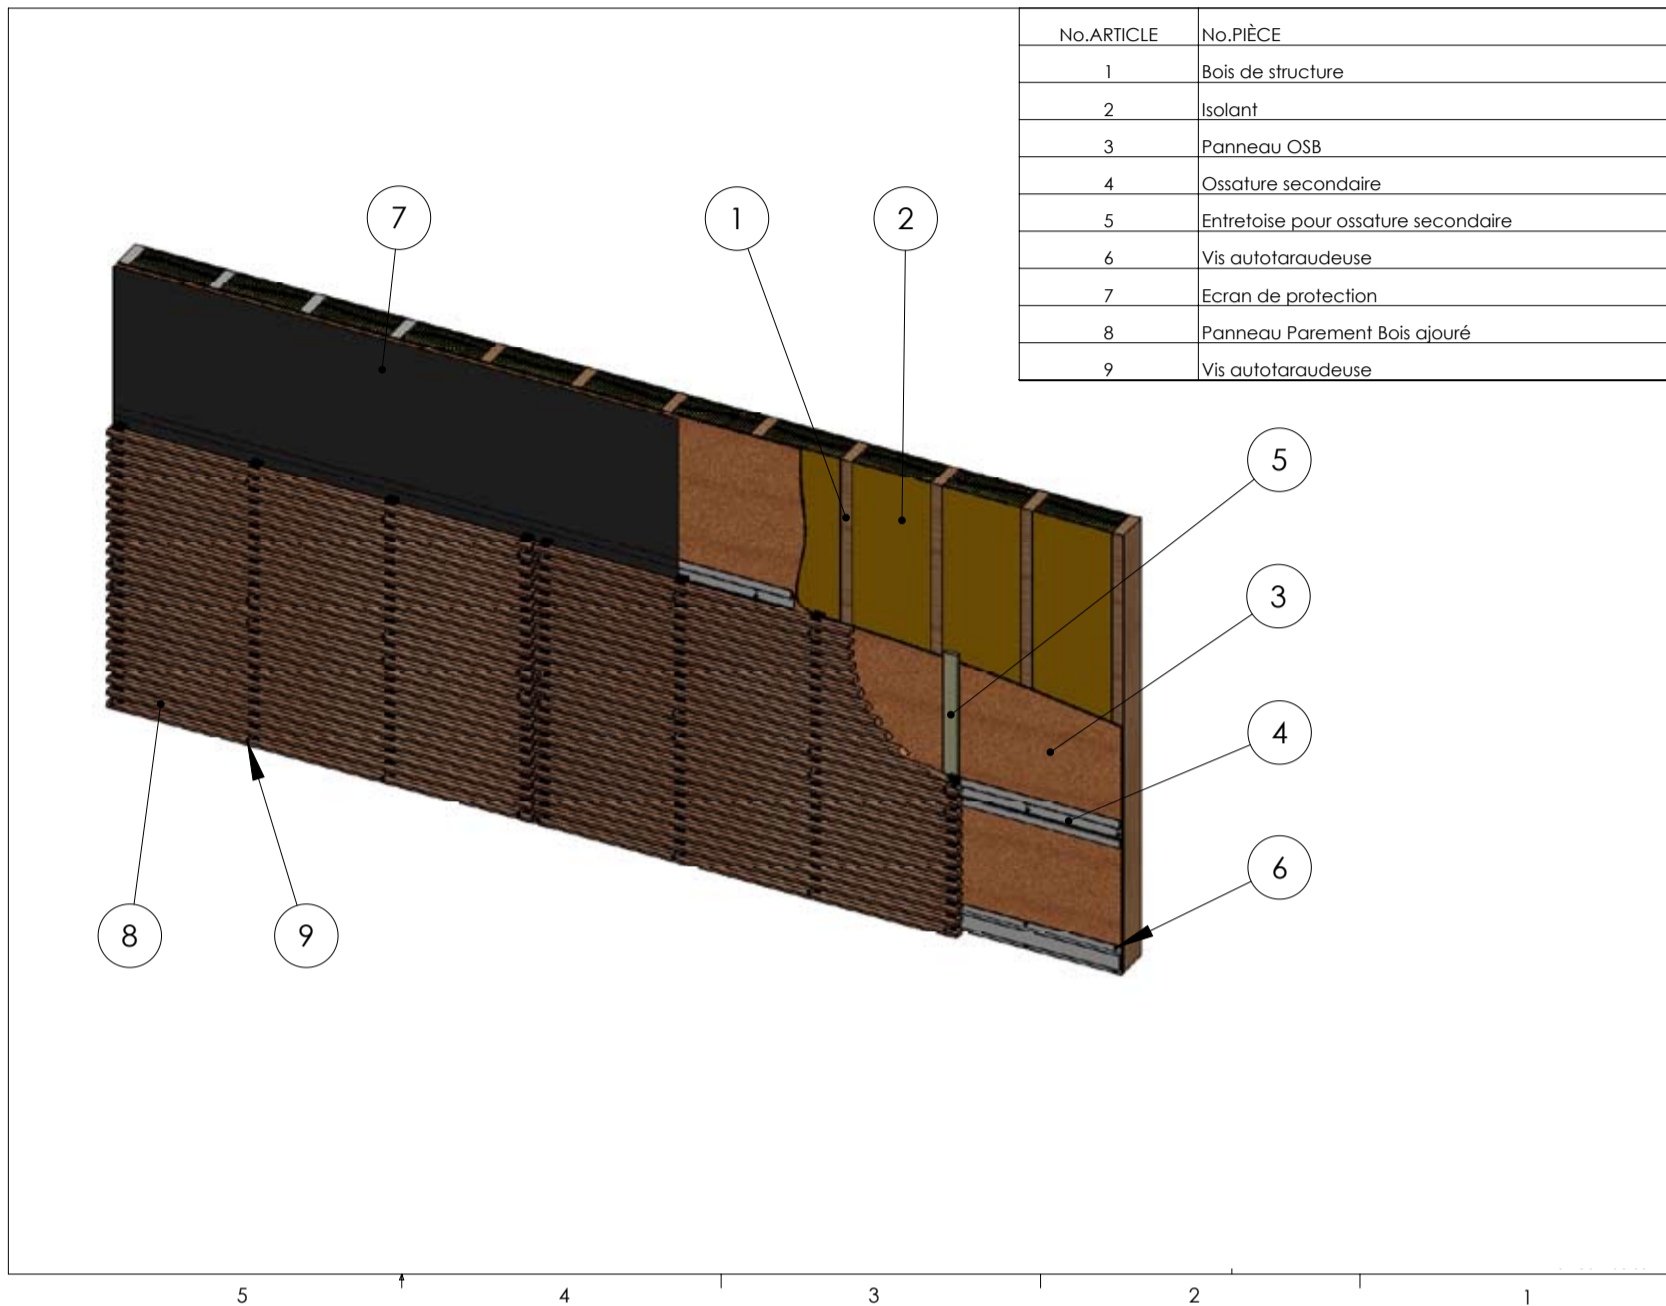 No.ARTICLE No.PIÈCE
1 Bois de structure
2 Isolant
3 Panneau OSB
4 Ossature secondaire
5 Entretoise pour ossature secondaire
6 Vis autotaraudeuse
7 Ecran de protection
8 Panneau Parement Bois ajouré
9 Vis autotaraudeuse
7 1 2
5
3
4
6
8 9
5 4 3 2 1